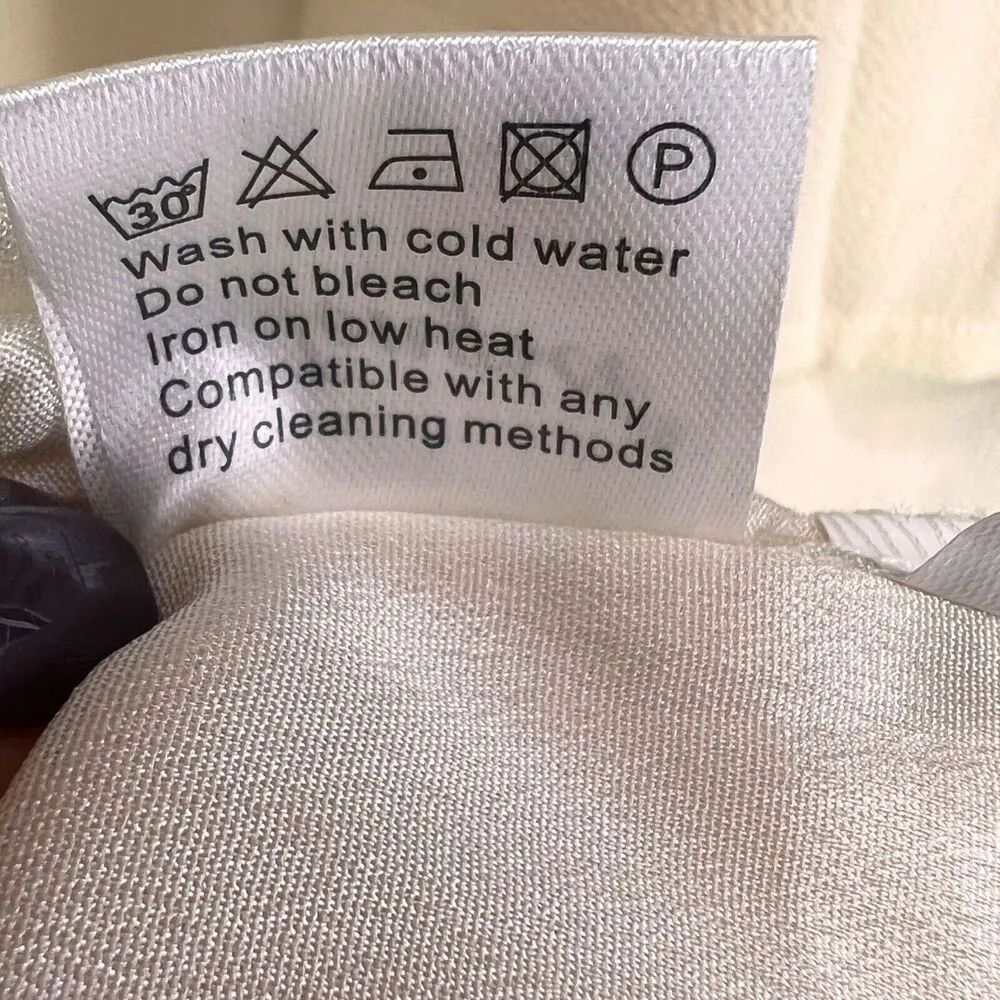 30° P
Wash with cold water
Do not bleach
Iron on low heat
Compatible with any
dry cleaning methods